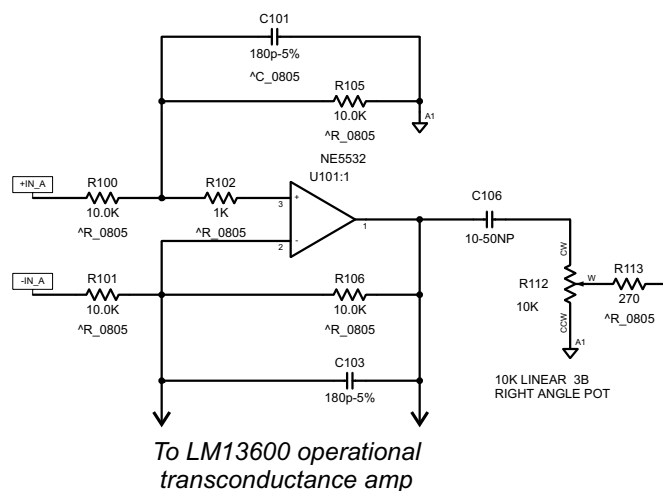 C101
180p-5%
^C_0805
R105
10.0K
^R_0805
A1
NE5532
U101:1
+IN_A
R100
10.0K
^R_0805
R102
1K
^R_0805
3
+
2
-
1
C106
10-50NP
-IN_A
R101
10.0K
^R_0805
R106
10.0K
^R_0805
CW
R112
10K
W
CCW
A1
R113
270
^R_0805
C103
180p-5%
10K LINEAR 3B
RIGHT ANGLE POT
To LM13600 operational
transconductance amp